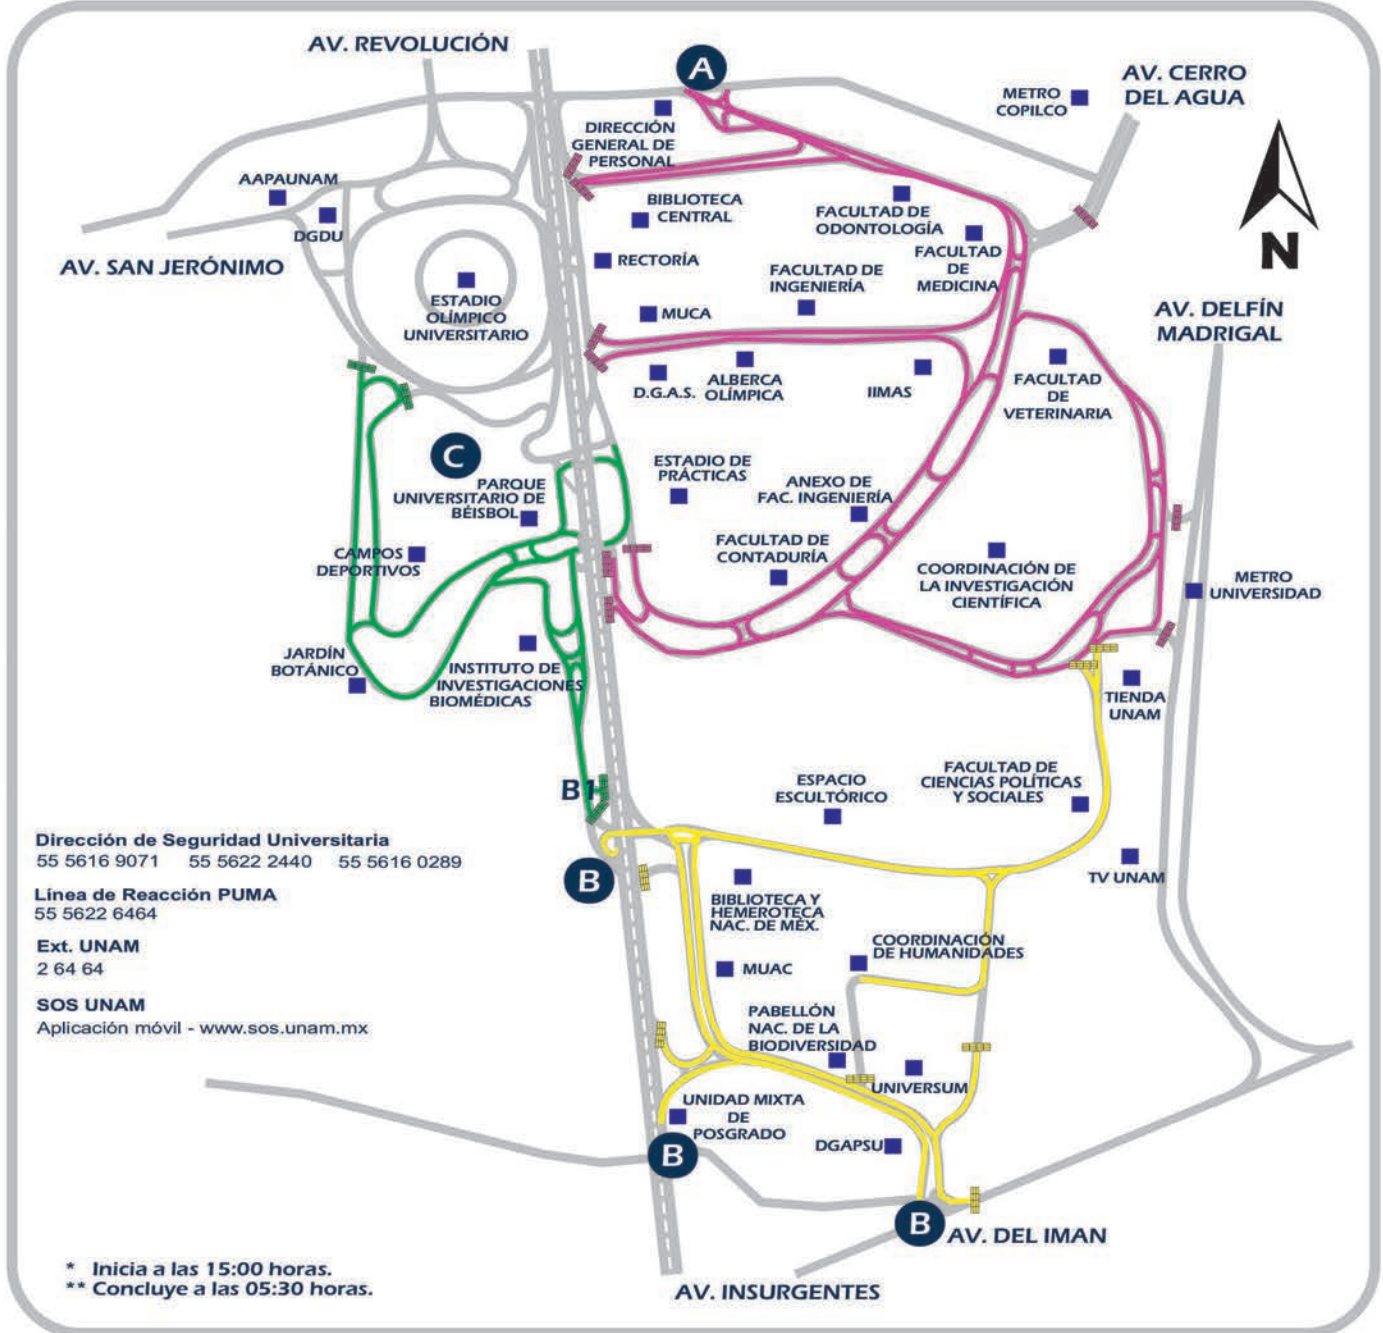 AV. REVOLUCIÓN
A
AV. CERRO
DEL AGUA
METRO
COPILCO
DIRECCIÓN
GENERAL DE
PERSONAL
AAPAUNAM
DGDU
BIBLIOTECA
CENTRAL
FACULTAD DE
ODONTOLOGÍA
FACULTAD
DE
MEDICINA
N
AV. SAN JERÓNIMO
RECTORÍA
FACULTAD DE
INGENIERÍA
ESTADIO
OLÍMPICO
UNIVERSITARIO
MUCA
AV. DELFÍN
MADRIGAL
D.G.A.S.
ALBERCA
OLÍMPICA
IIMAS
FACULTAD
DE
VETERINARIA
C
PARQUE
UNIVERSITARIO DE
BÉISBOL
ESTADIO DE
PRÁCTICAS
ANEXO DE
FAC. INGENIERÍA
CAMPOS
DEPORTIVOS
FACULTAD DE
CONTADURÍA
COORDINACIÓN DE
LA INVESTIGACIÓN
CIENTÍFICA
METRO
UNIVERSIDAD
JARDÍN
BOTÁNICO
INSTITUTO DE
INVESTIGACIONES
BIOMÉDICAS
TIENDA
UNAM
B1
ESPACIO
ESCULTÓRICO
FACULTAD DE
CIENCIAS POLÍTICAS
Y SOCIALES
Dirección de Seguridad Universitaria
55 5616 9071 55 5622 2440 55 5616 0289
B
TV UNAM
Línea de Reacción PUMA
55 5622 6464
BIBLIOTECA Y
HEMEROTECA
NAC. DE MÉX.
Ext. UNAM
2 64 64
COORDINACIÓN
DE HUMANIDADES
MUAC
SOS UNAM
Aplicación móvil - www.sos.unam.mx
PABELLÓN
NAC. DE LA
BIODIVERSIDAD
UNIVERSUM
UNIDAD MIXTA
DE
POSGRADO
DGAPSU
B
B
AV. DEL IMAN
* Inicia a las 15:00 horas.
** Concluye a las 05:30 horas.
AV. INSURGENTES